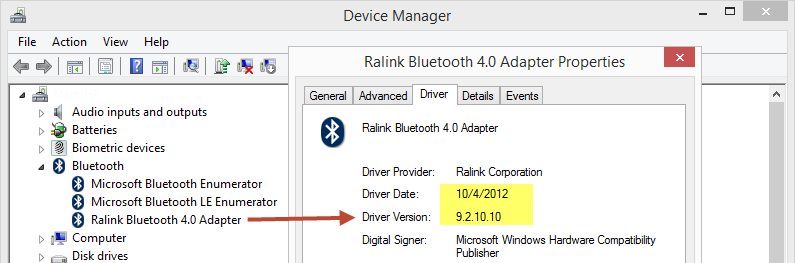 Device Manager
File Action View Help
Audio inputs and outputs
Batteries
Biometric devices
Bluetooth
Microsoft Bluetooth Enumerator
Microsoft Bluetooth LE Enumerator
Ralink Bluetooth 4.0 Adapter
Computer
Disk drives
Ralink Bluetooth 4.0 Adapter Properties
General Advanced Driver Details Events
Ralink Bluetooth 4.0 Adapter
Driver Provider: Ralink Corporation
Driver Date: 10/4/2012
Driver Version: 9.2.10.10
Digital Signer: Microsoft Windows Hardware Compatibility
Publisher